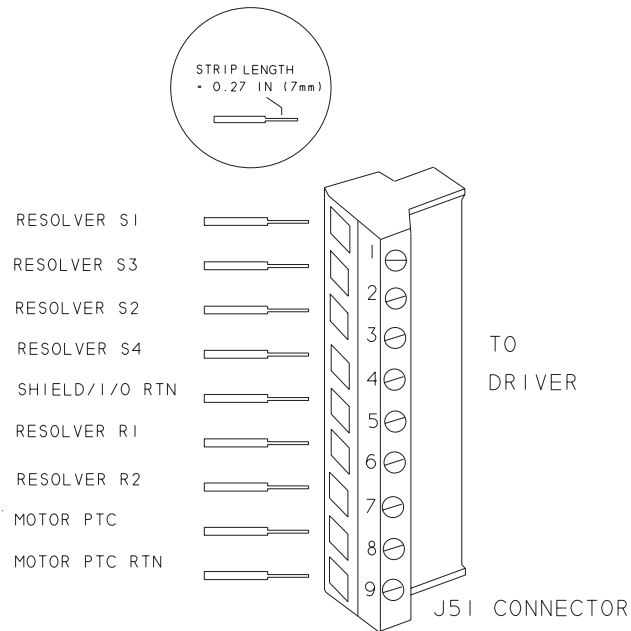 STRIP LENGTH
= 0.27 IN (7mm)
RESOLVER S1
RESOLVER S3
RESOLVER S2
RESOLVER S4
SHIELD/I/O RTN
RESOLVER R1
RESOLVER R2
MOTOR PTC
MOTOR PTC RTN
1
2
3
4
5
6
7
8
9
TO
DRIVER
J51 CONNECTOR